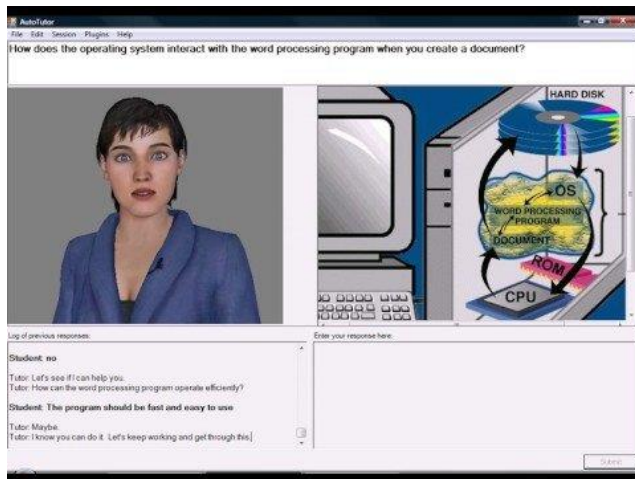 AutoTutor
File Edit Session Plugins Help
How does the operating system interact with the word processing program when you create a document?
HARD DISK
OS
WORD PROCESSING
PROGRAM
DOCUMENT
ROM
CPU
Log of previous responses:
Enter your response here:
Student: no
Tutor: Let's see if I can help you.
Tutor: How can the word processing program operate efficiently?
Student: The program should be fast and easy to use
Tutor: Maybe.
Tutor: I know you can do it. Let's keep working and get through this.
Submit